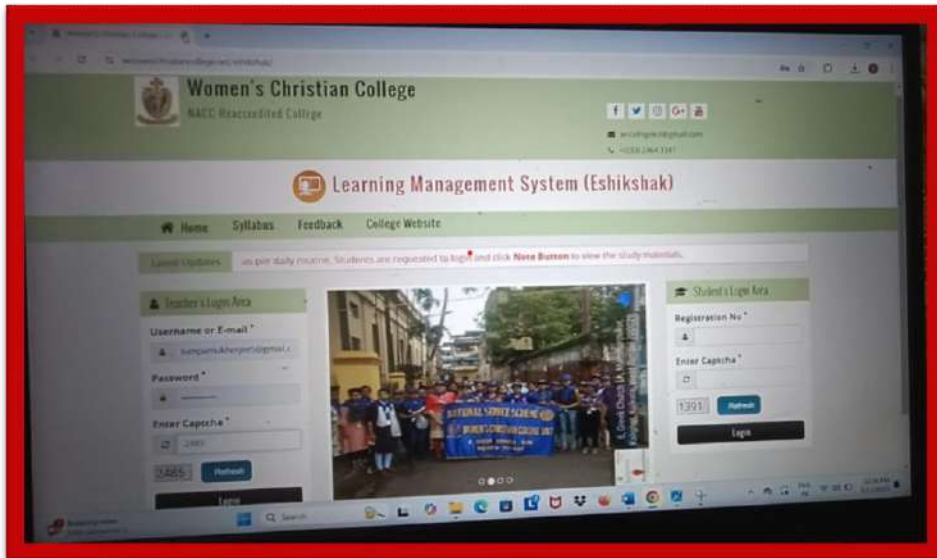 Women's Christian College
NACC Reaccredited College
Learning Management System (Eshikshak)
Home Syllabus Feedback College Website
Latest Updates as per daily routine. Students are requested to login and click Note Button to view the study materials.
Teacher's Login Area
Username or E-mail *
Password *
Enter Captcha *
2485
2485 Refresh
Login
NATIONAL SERVICE SCHEME
WOMEN'S CHRISTIAN COLLEGE UNIT
Student's Login Area
Registration No *
Enter Captcha *
1391 Refresh
Login
Search